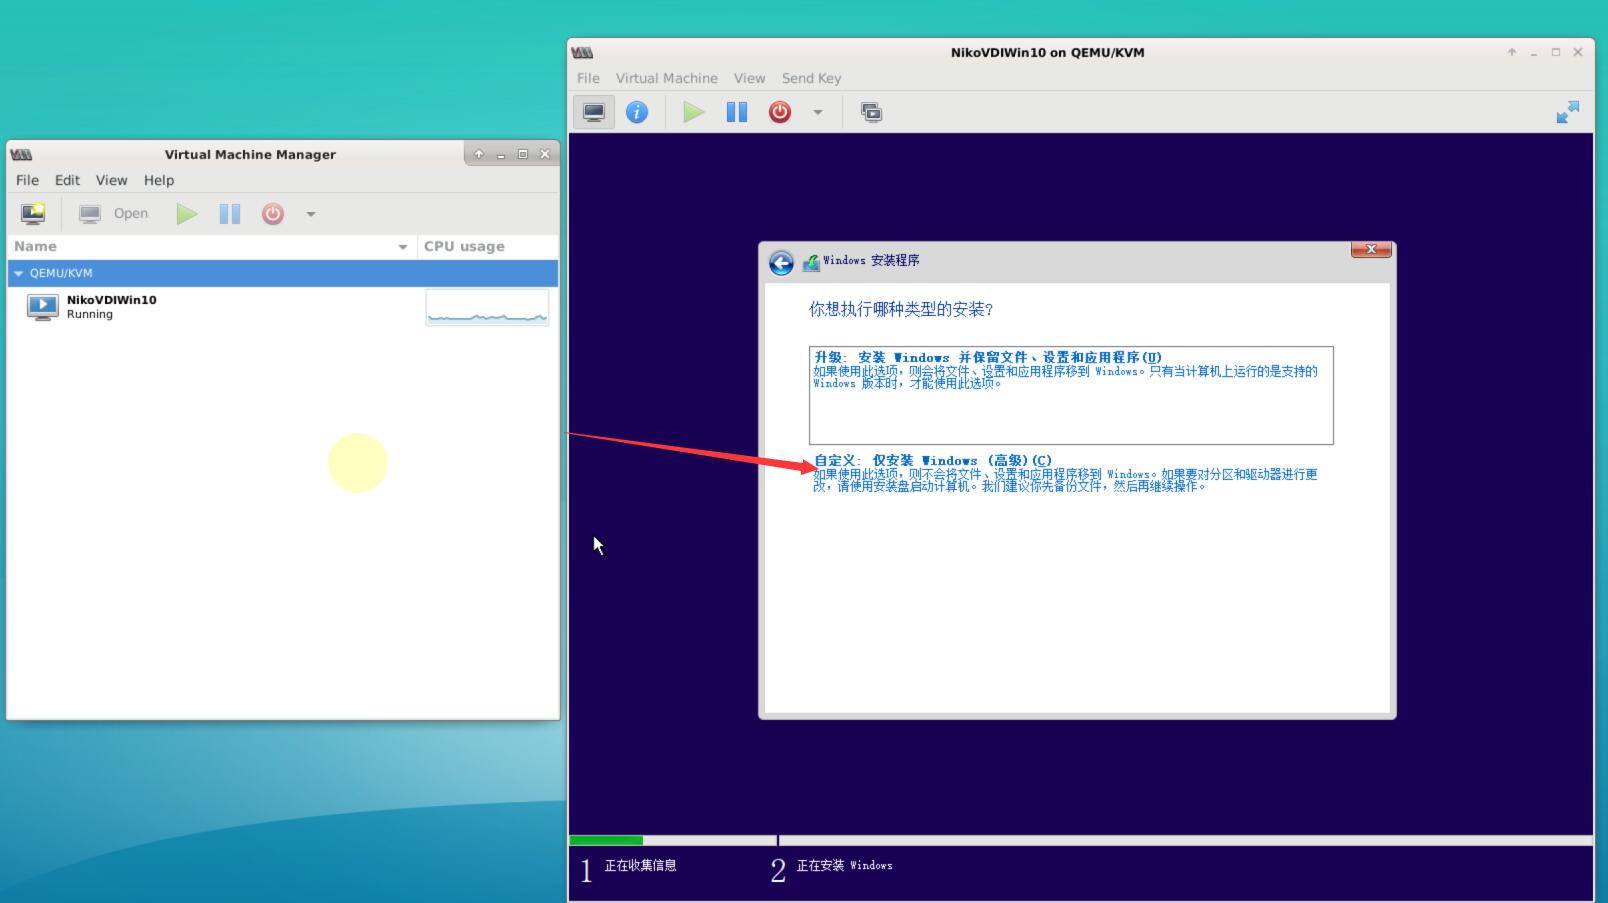 Virtual Machine Manager
File Edit View Help
Open
Name CPU usage
QEMU/KVM
NikoVDIWin10
Running
NikoVDIWin10 on QEMU/KVM
File Virtual Machine View Send Key
Windows 安装程序
你想执行哪种类型的安装?
升级: 安装 Windows 并保留文件、设置和应用程序(U)
如果使用此选项，则会将文件、设置和应用程序移到 Windows。只有当计算机上运行的是支持的
Windows 版本时，才能使用此选项。
自定义: 仅安装 Windows (高级)(C)
如果使用此选项，则不会将文件、设置和应用程序移到 Windows。如果要对分区和驱动器进行更
改，请使用安装盘启动计算机。我们建议你先备份文件，然后再继续操作。
1 正在收集信息
2 正在安装 Windows